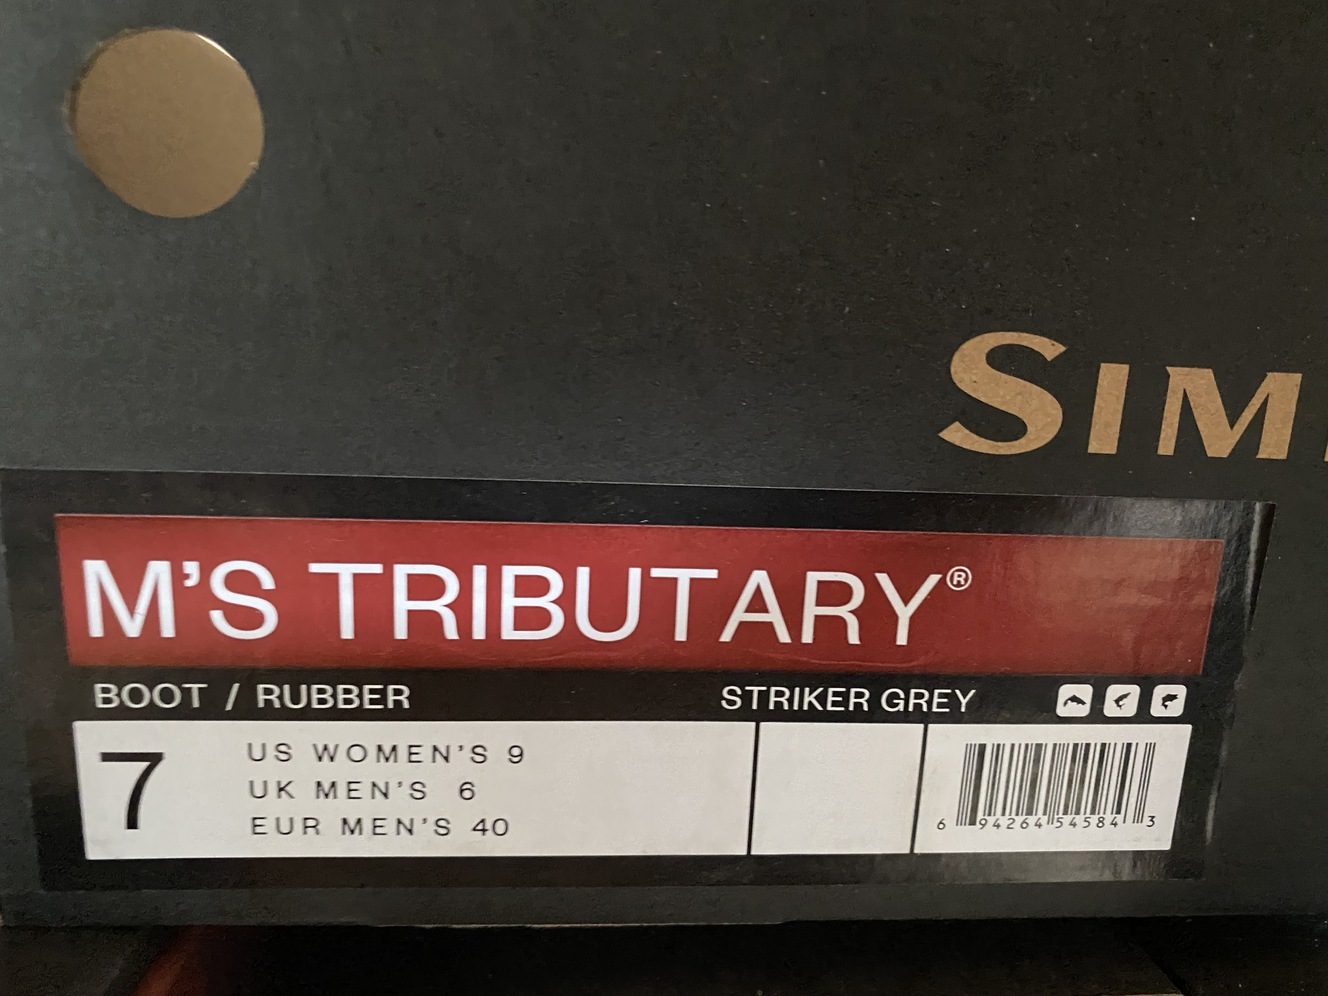 SIM
M'S TRIBUTARY®
BOOT / RUBBER
STRIKER GREY
7
US WOMEN'S 9
UK MEN'S 6
EUR MEN'S 40
6 94264 54584 3